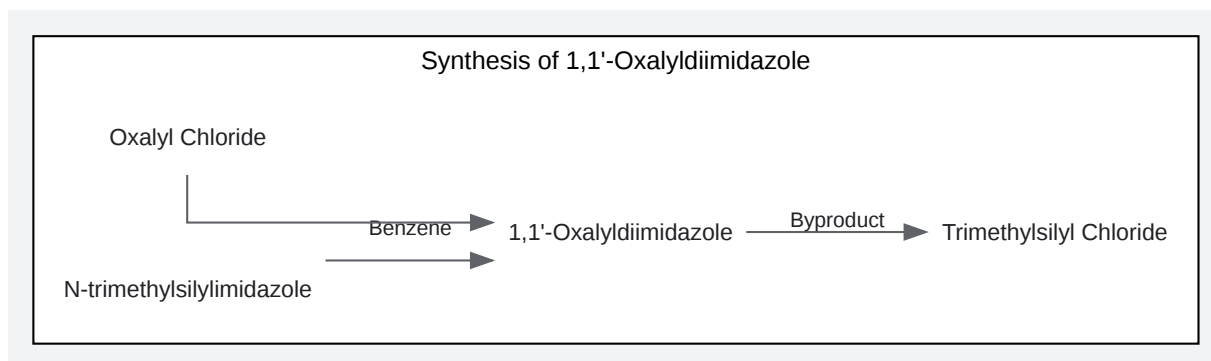 Synthesis of 1,1'-Oxalyldiimidazole
Oxalyl Chloride
Benzene
1,1'-Oxalyldiimidazole
Byproduct
Trimethylsilyl Chloride
N-trimethylsilylimidazole